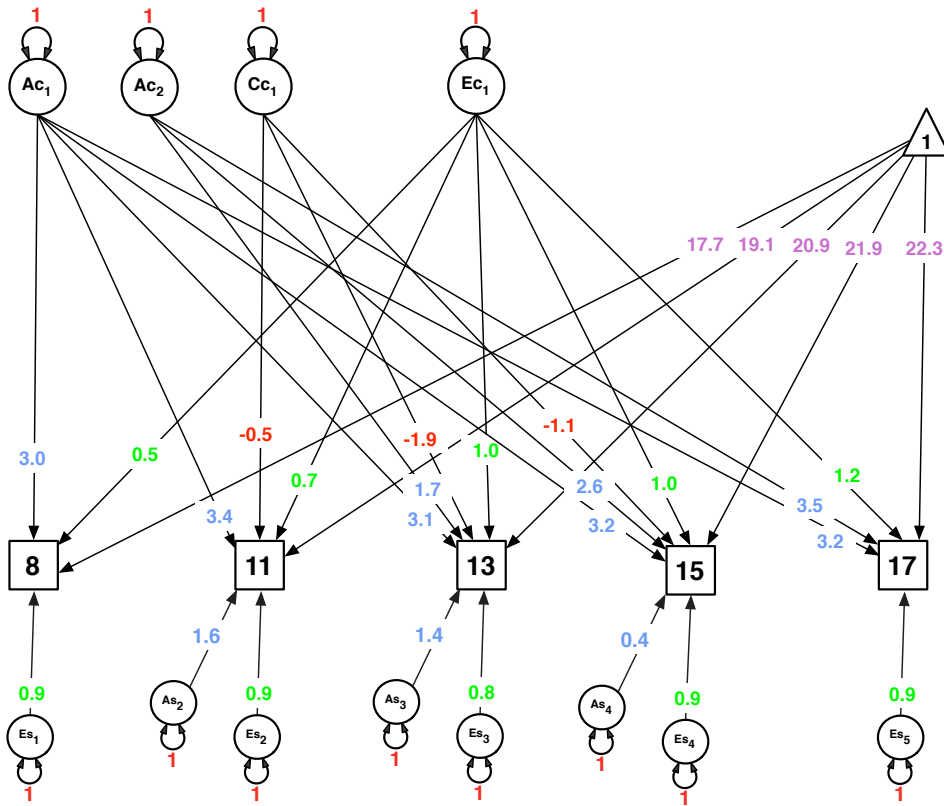 1 1 1 1
Ac₁ Ac₂ Cc₁ Ec₁
1
17.7 19.1 20.9 21.9 22.3
3.0 0.5 -0.5 -1.9 1.0 -1.1 1.2
0.7 1.7 2.6 1.0 3.5
3.4 3.1 3.2 3.2
8 11 13 15 17
1.6 1.4 0.4
0.9 0.9 0.8 0.9 0.9
As₂ As₃ As₄
Es₁ Es₂ Es₃ Es₄ Es₅
1 1 1
1 1 1 1 1